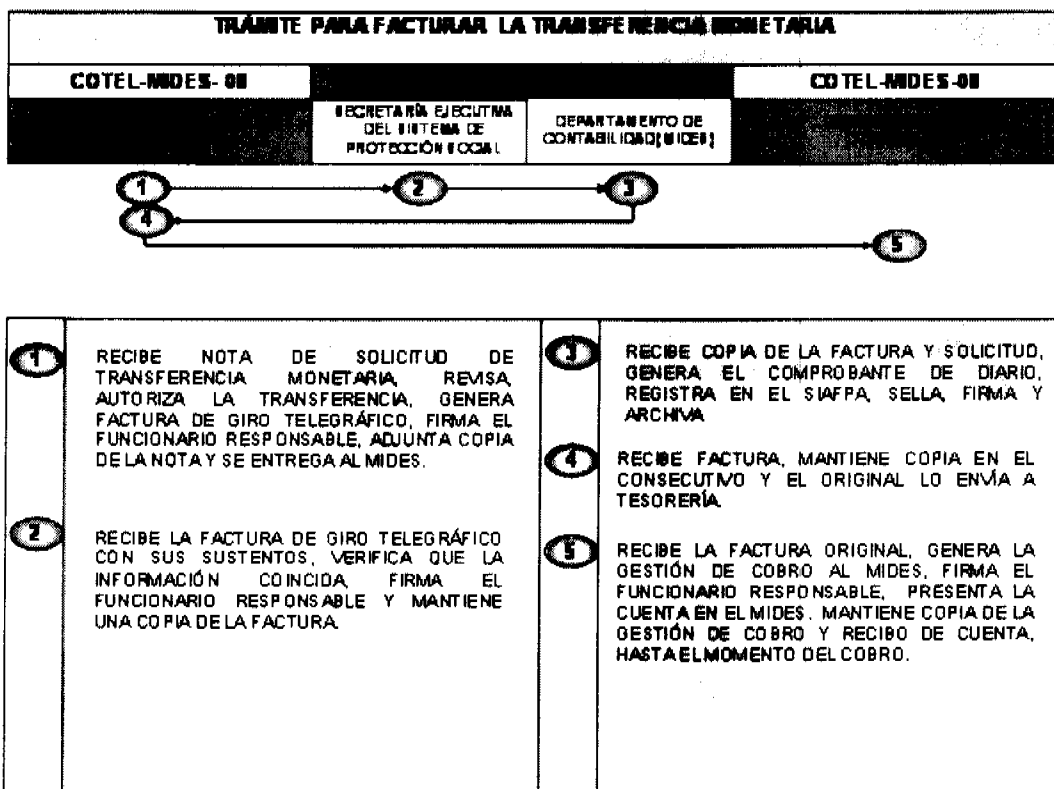 TRÁMITE PARA FACTURAR LA TRANSFERENCIA MONETARIA
COTEL-MIDES-
COTEL-MIDES-
SECRETARÍA EJECUTIVA
DEL SISTEMA DE
PROTECCIÓN SOCIAL
DEPARTAMENTO DE
CONTABILIDAD(MIDES)
1
2
3
4
5
1
RECIBE NOTA DE SOLICITUD DE
TRANSFERENCIA MONETARIA, REVISA,
AUTORIZA LA TRANSFERENCIA, GENERA
FACTURA DE GIRO TELEGRÁFICO, FIRMA EL
FUNCIONARIO RESPONSABLE, ADJUNTA COPIA
DE LA NOTA Y SE ENTREGA AL MIDES.
2
RECIBE LA FACTURA DE GIRO TELEGRÁFICO
CON SUS SUSTENTOS, VERIFICA QUE LA
INFORMACIÓN COINCIDA, FIRMA EL
FUNCIONARIO RESPONSABLE Y MANTIENE
UNA COPIA DE LA FACTURA.
3
RECIBE COPIA DE LA FACTURA Y SOLICITUD,
GENERA EL COMPROBANTE DE DIARIO,
REGISTRA EN EL SIAFPA, SELLA, FIRMA Y
ARCHIVA
4
RECIBE FACTURA, MANTIENE COPIA EN EL
CONSECUTIVO Y EL ORIGINAL LO ENVÍA A
TESORERÍA.
5
RECIBE LA FACTURA ORIGINAL, GENERA LA
GESTIÓN DE COBRO AL MIDES, FIRMA EL
FUNCIONARIO RESPONSABLE, PRESENTA LA
CUENTA EN EL MIDES. MANTIENE COPIA DE LA
GESTIÓN DE COBRO Y RECIBO DE CUENTA,
HASTA EL MOMENTO DEL COBRO.